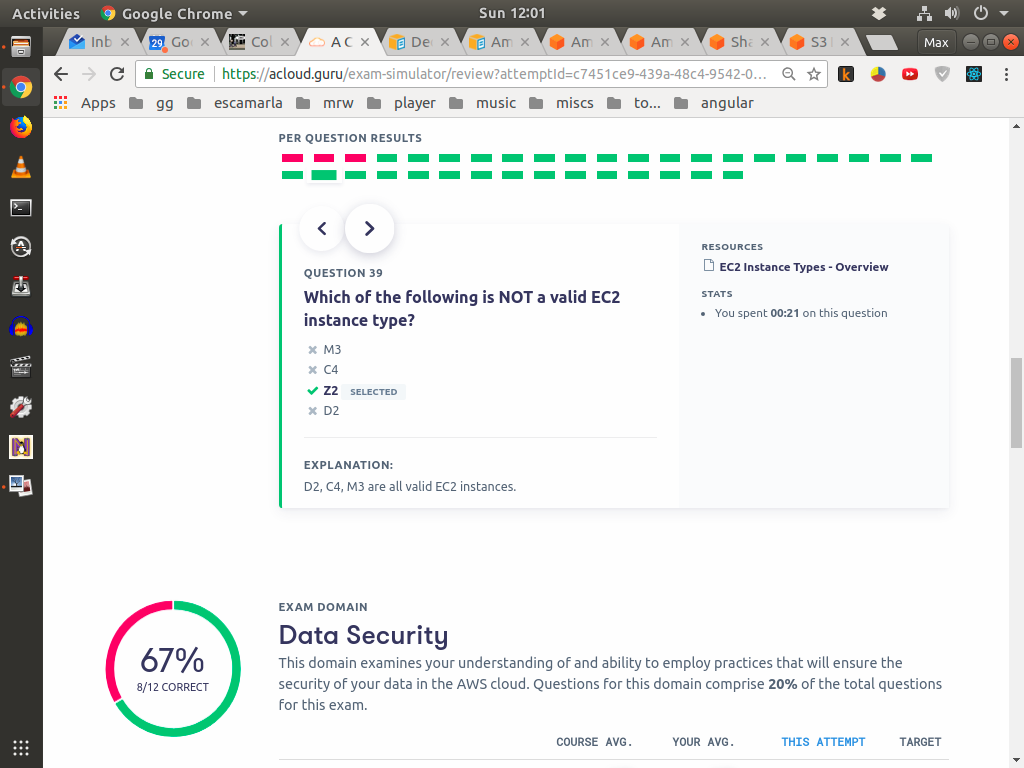 Activities
Google Chrome
Sun 12:01
Inb
29
Goo
Col
A C
Dec
Am
Am
Am
Sha
S3 l
Max
Secure
https://acloud.guru/exam-simulator/review?attemptId=c7451ce9-439a-48c4-9542-0...
Apps
gg
escamarla
mrw
player
music
miscs
to...
angular
PER QUESTION RESULTS
QUESTION 39
Which of the following is NOT a valid EC2
instance type?
M3
C4
Z2 SELECTED
D2
EXPLANATION:
D2, C4, M3 are all valid EC2 instances.
RESOURCES
EC2 Instance Types - Overview
STATS
You spent 00:21 on this question
67%
8/12 CORRECT
EXAM DOMAIN
Data Security
This domain examines your understanding of and ability to employ practices that will ensure the
security of your data in the AWS cloud. Questions for this domain comprise 20% of the total questions
for this exam.
COURSE AVG.
YOUR AVG.
THIS ATTEMPT
TARGET